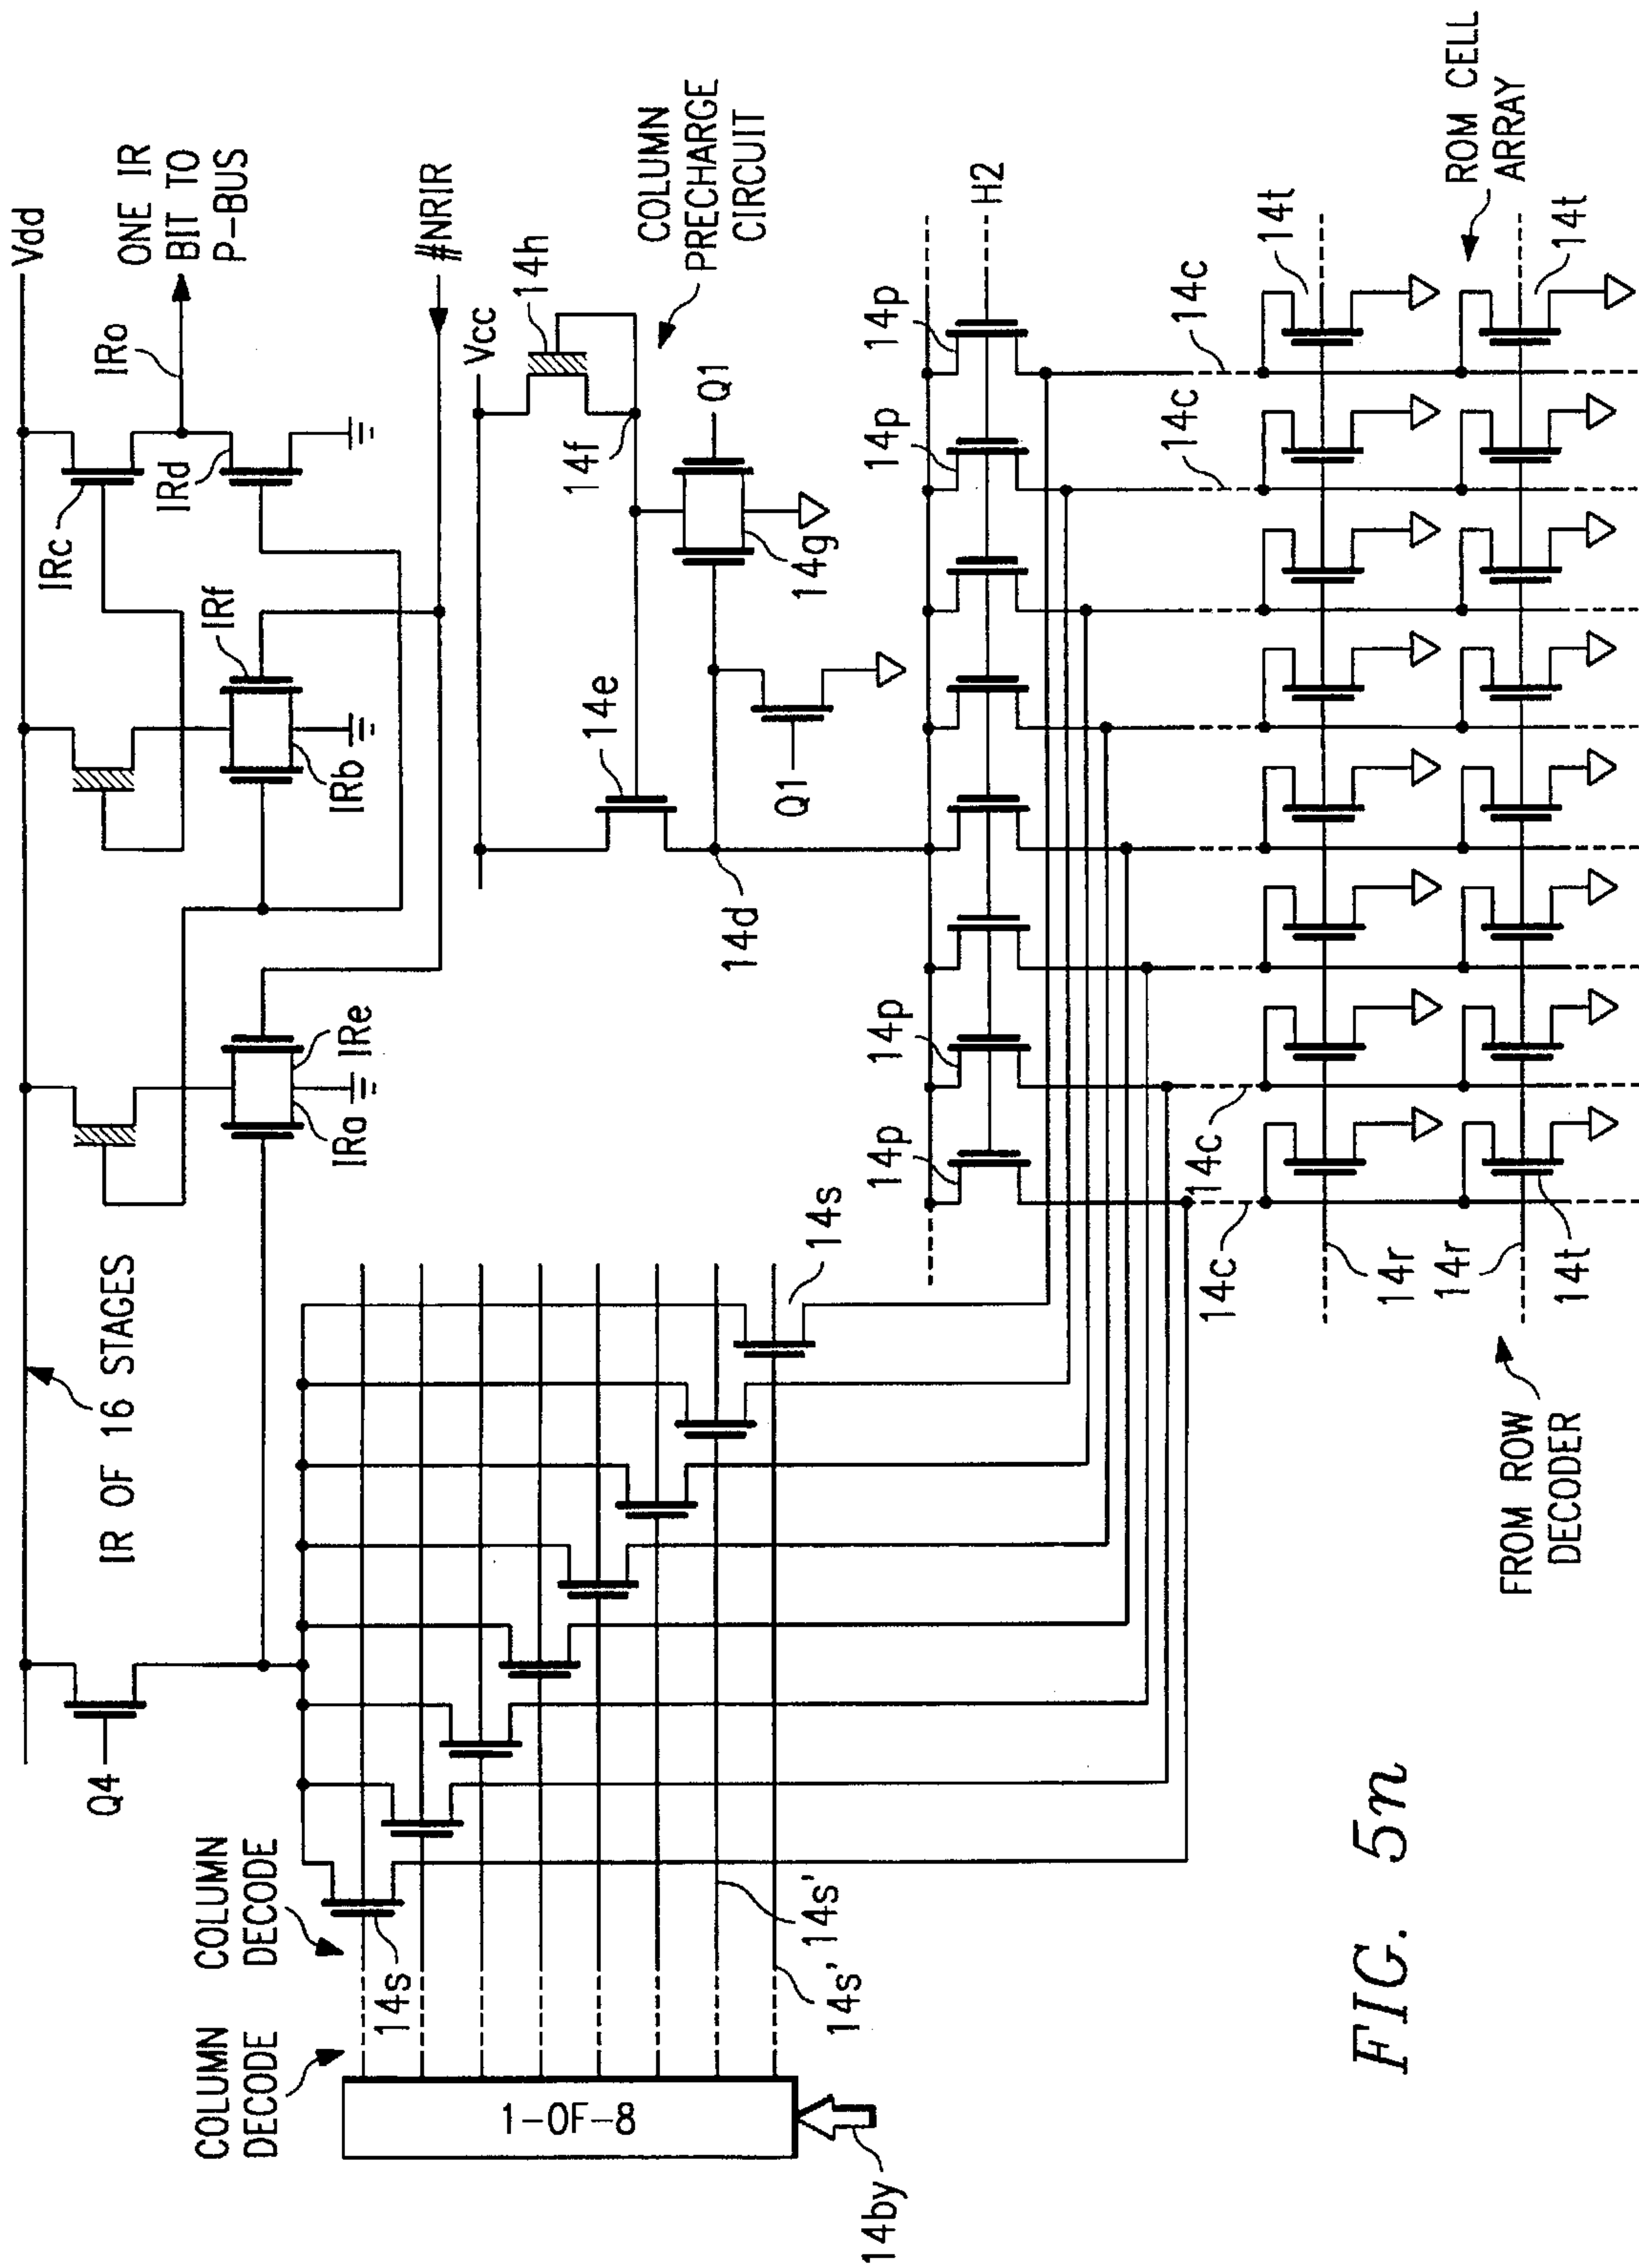 Vdd
ONE IR
BIT TO
P-BUS
IRo
#NRIR
IRc
IRd
IRf
IRb
IRe
IRa
IR OF 16 STAGES
Q4
Vcc
14h
COLUMN
PRECHARGE
CIRCUIT
14f
Q1
14g
14e
Q1
14d
H2
14p
14p
14p
14p
14c
14c
14c
14c
14t
ROM CELL
ARRAY
14t
14r
14r
14t
FROM ROW
DECODER
14s
COLUMN
DECODE
14s
14s'
14s'
COLUMN
DECODE
1-OF-8
14by
FIG. 5n